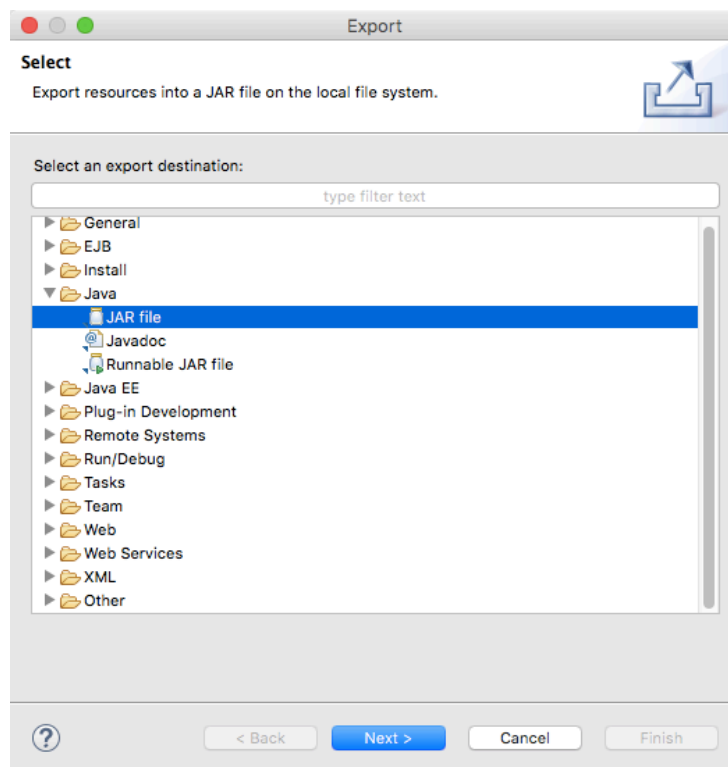 Export
Select
Export resources into a JAR file on the local file system.
Select an export destination:
type filter text
General
EJB
Install
Java
JAR file
Javadoc
Runnable JAR file
Java EE
Plug-in Development
Remote Systems
Run/Debug
Tasks
Team
Web
Web Services
XML
Other
? < Back Next > Cancel Finish